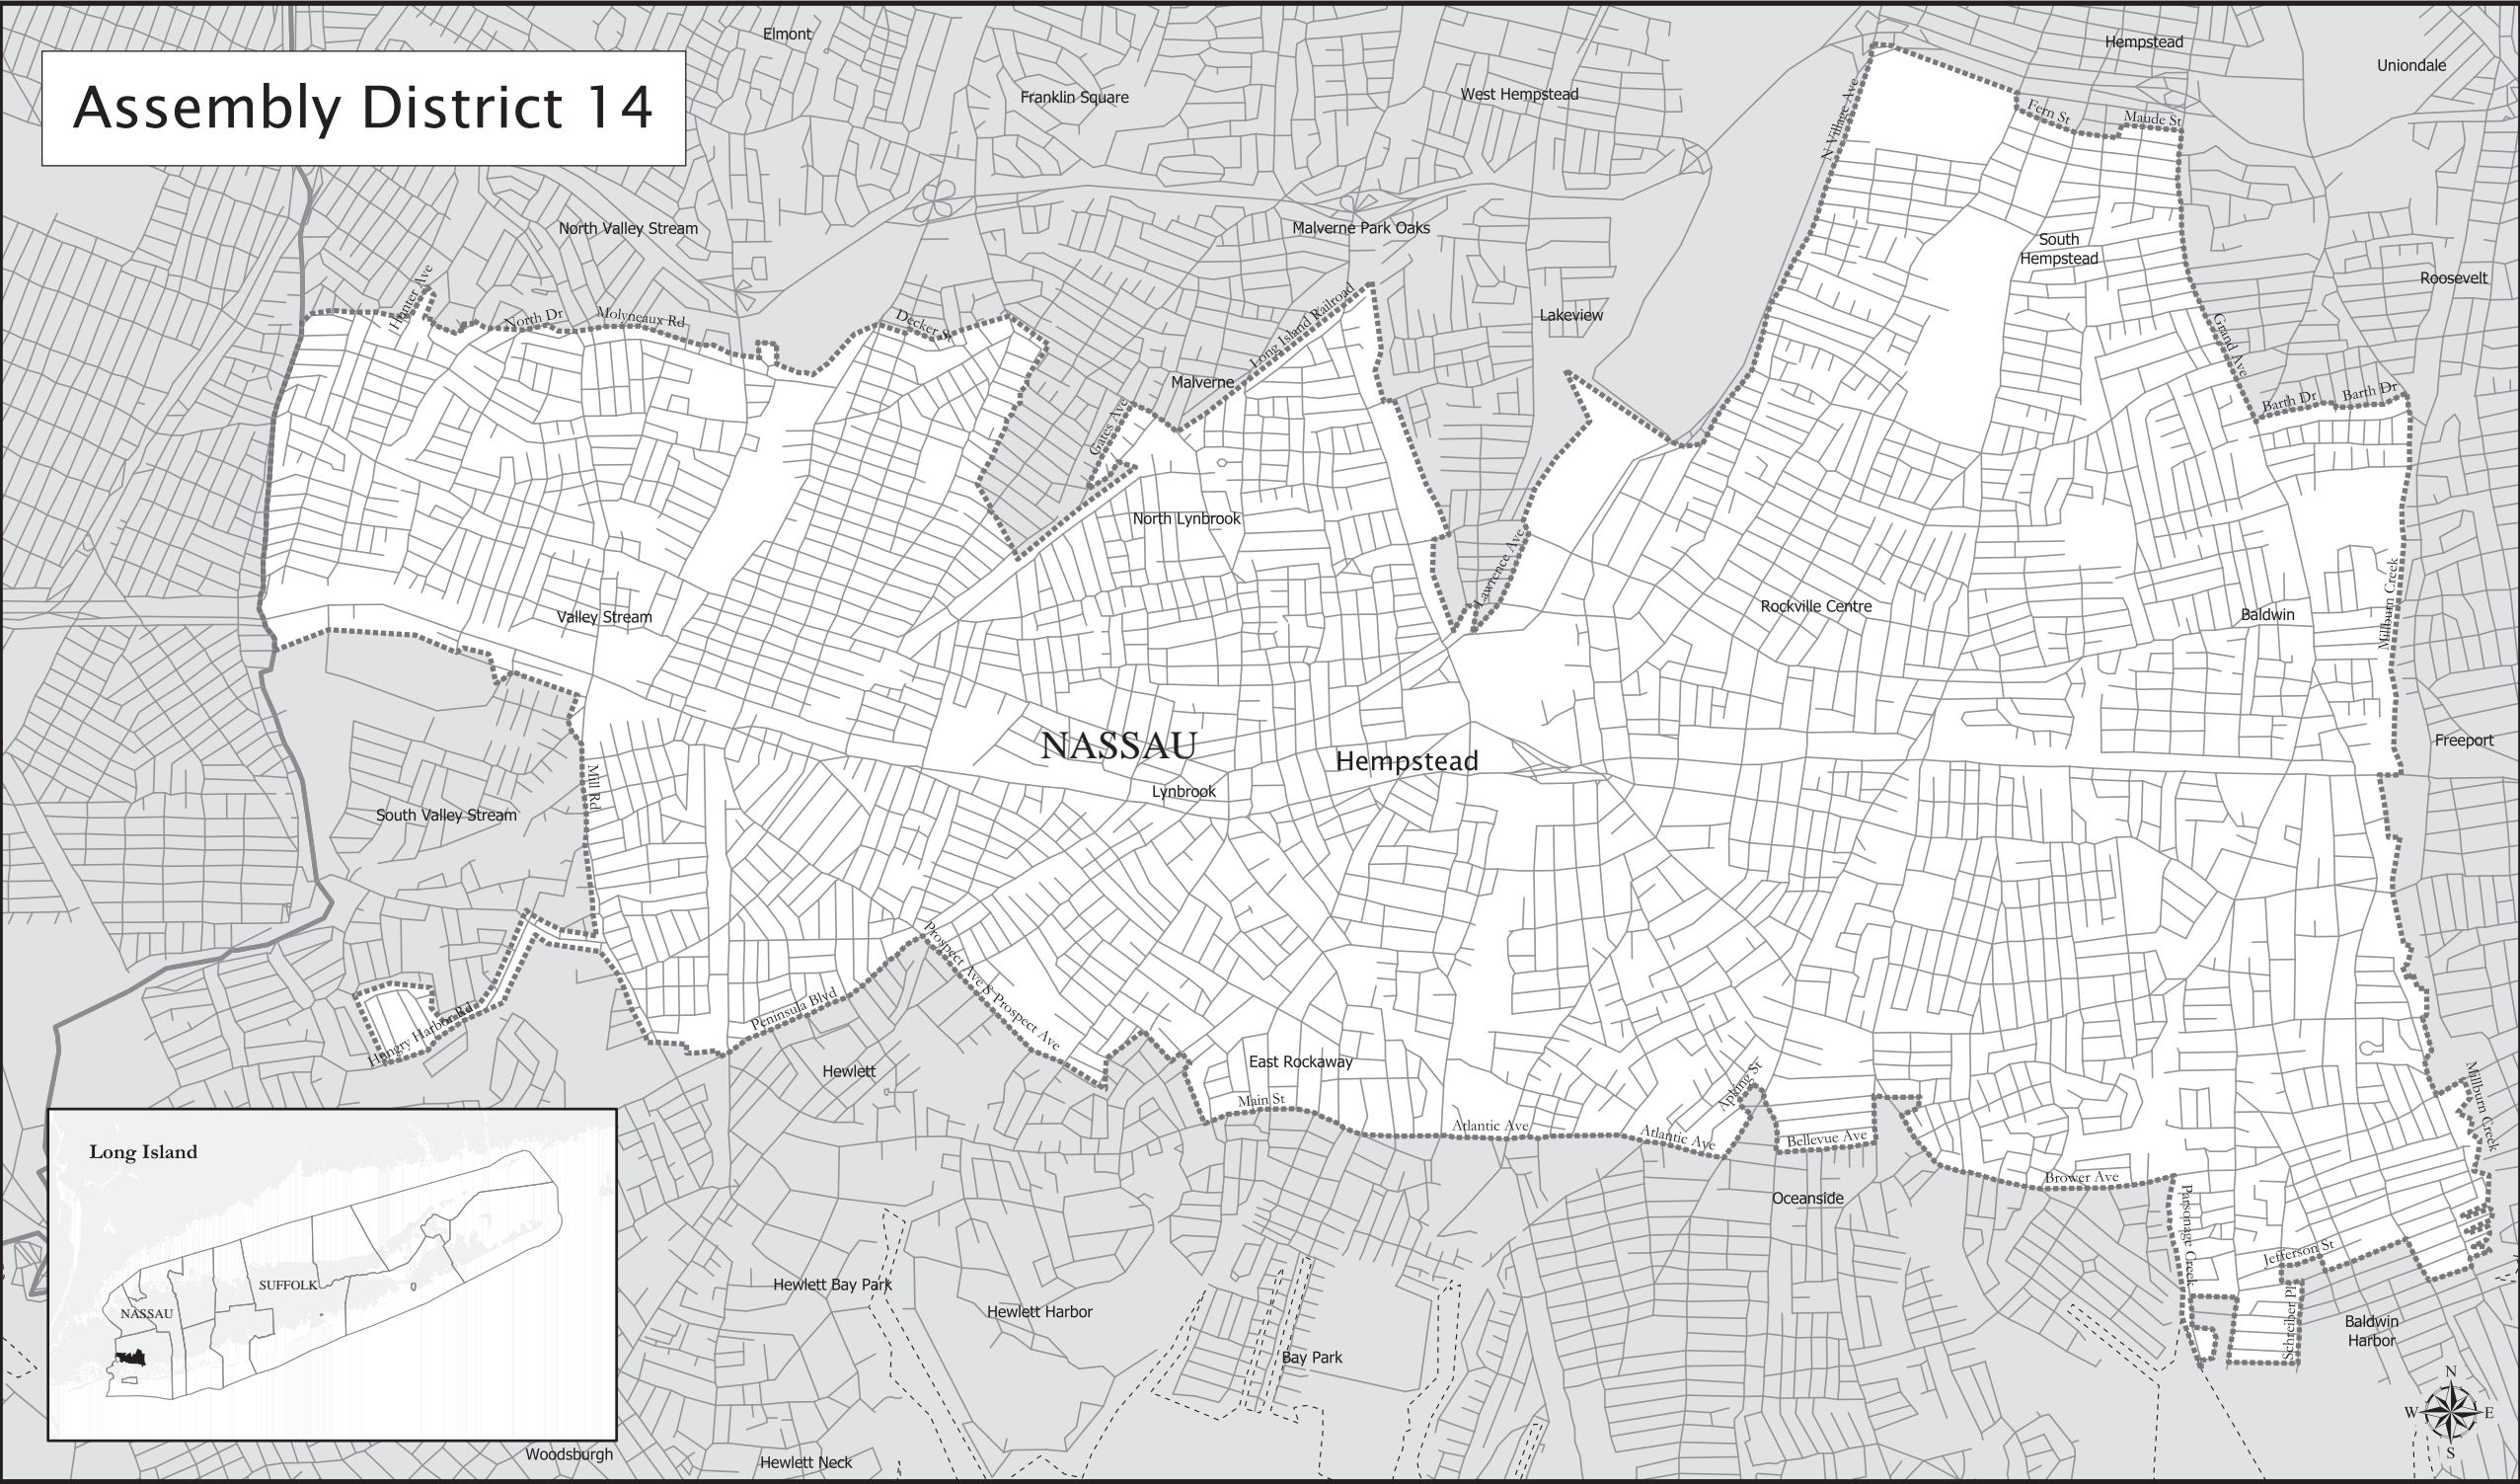 Assembly District 14
Elmont
Franklin Square
West Hempstead
Hempstead
Uniondale
N Village Ave
Fern St
Maude St
North Valley Stream
Malverne Park Oaks
South
Hempstead
Roosevelt
Hunter Ave
North Dr
Molyneaux Rd
Decker St
Long Island Railroad
Lakeview
Malverne
Grand Ave
Barth Dr
Barth Dr
Gates Ave
North Lynbrook
Lawrence Ave
Valley Stream
Rockville Centre
Baldwin
Millburn Creek
NASSAU
Hempstead
Freeport
Lynbrook
Mill Rd
South Valley Stream
Prospect Ave
S Prospect Ave
Peninsula Blvd
Hungry Harbor Rd
Hewlett
East Rockaway
Main St
Apking St
Atlantic Ave
Atlantic Ave
Bellevue Ave
Millburn Creek
Oceanside
Brower Ave
Parsonage Creek
Jefferson St
Schreiber Pl
Hewlett Bay Park
Hewlett Harbor
Bay Park
Baldwin
Harbor
Long Island
SUFFOLK
NASSAU
Woodsburgh
Hewlett Neck
N
W
E
S